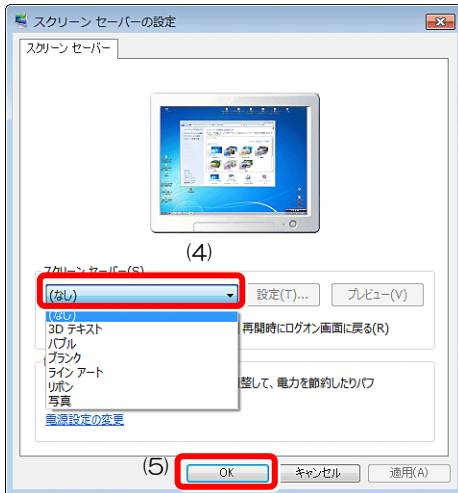 スクリーン セーバーの設定
スクリーン セーバー
(4)
スクリーン セーバー(S)
(なし)
設定(T)...
プレビュー(V)
(なし)
3D テキスト
再開時にログオン画面に戻る(R)
バブル
ブランク
ライン アート
リボン
整して、電力を節約したりパフ
写真
電源設定の変更
(5)
OK
キャンセル
適用(A)